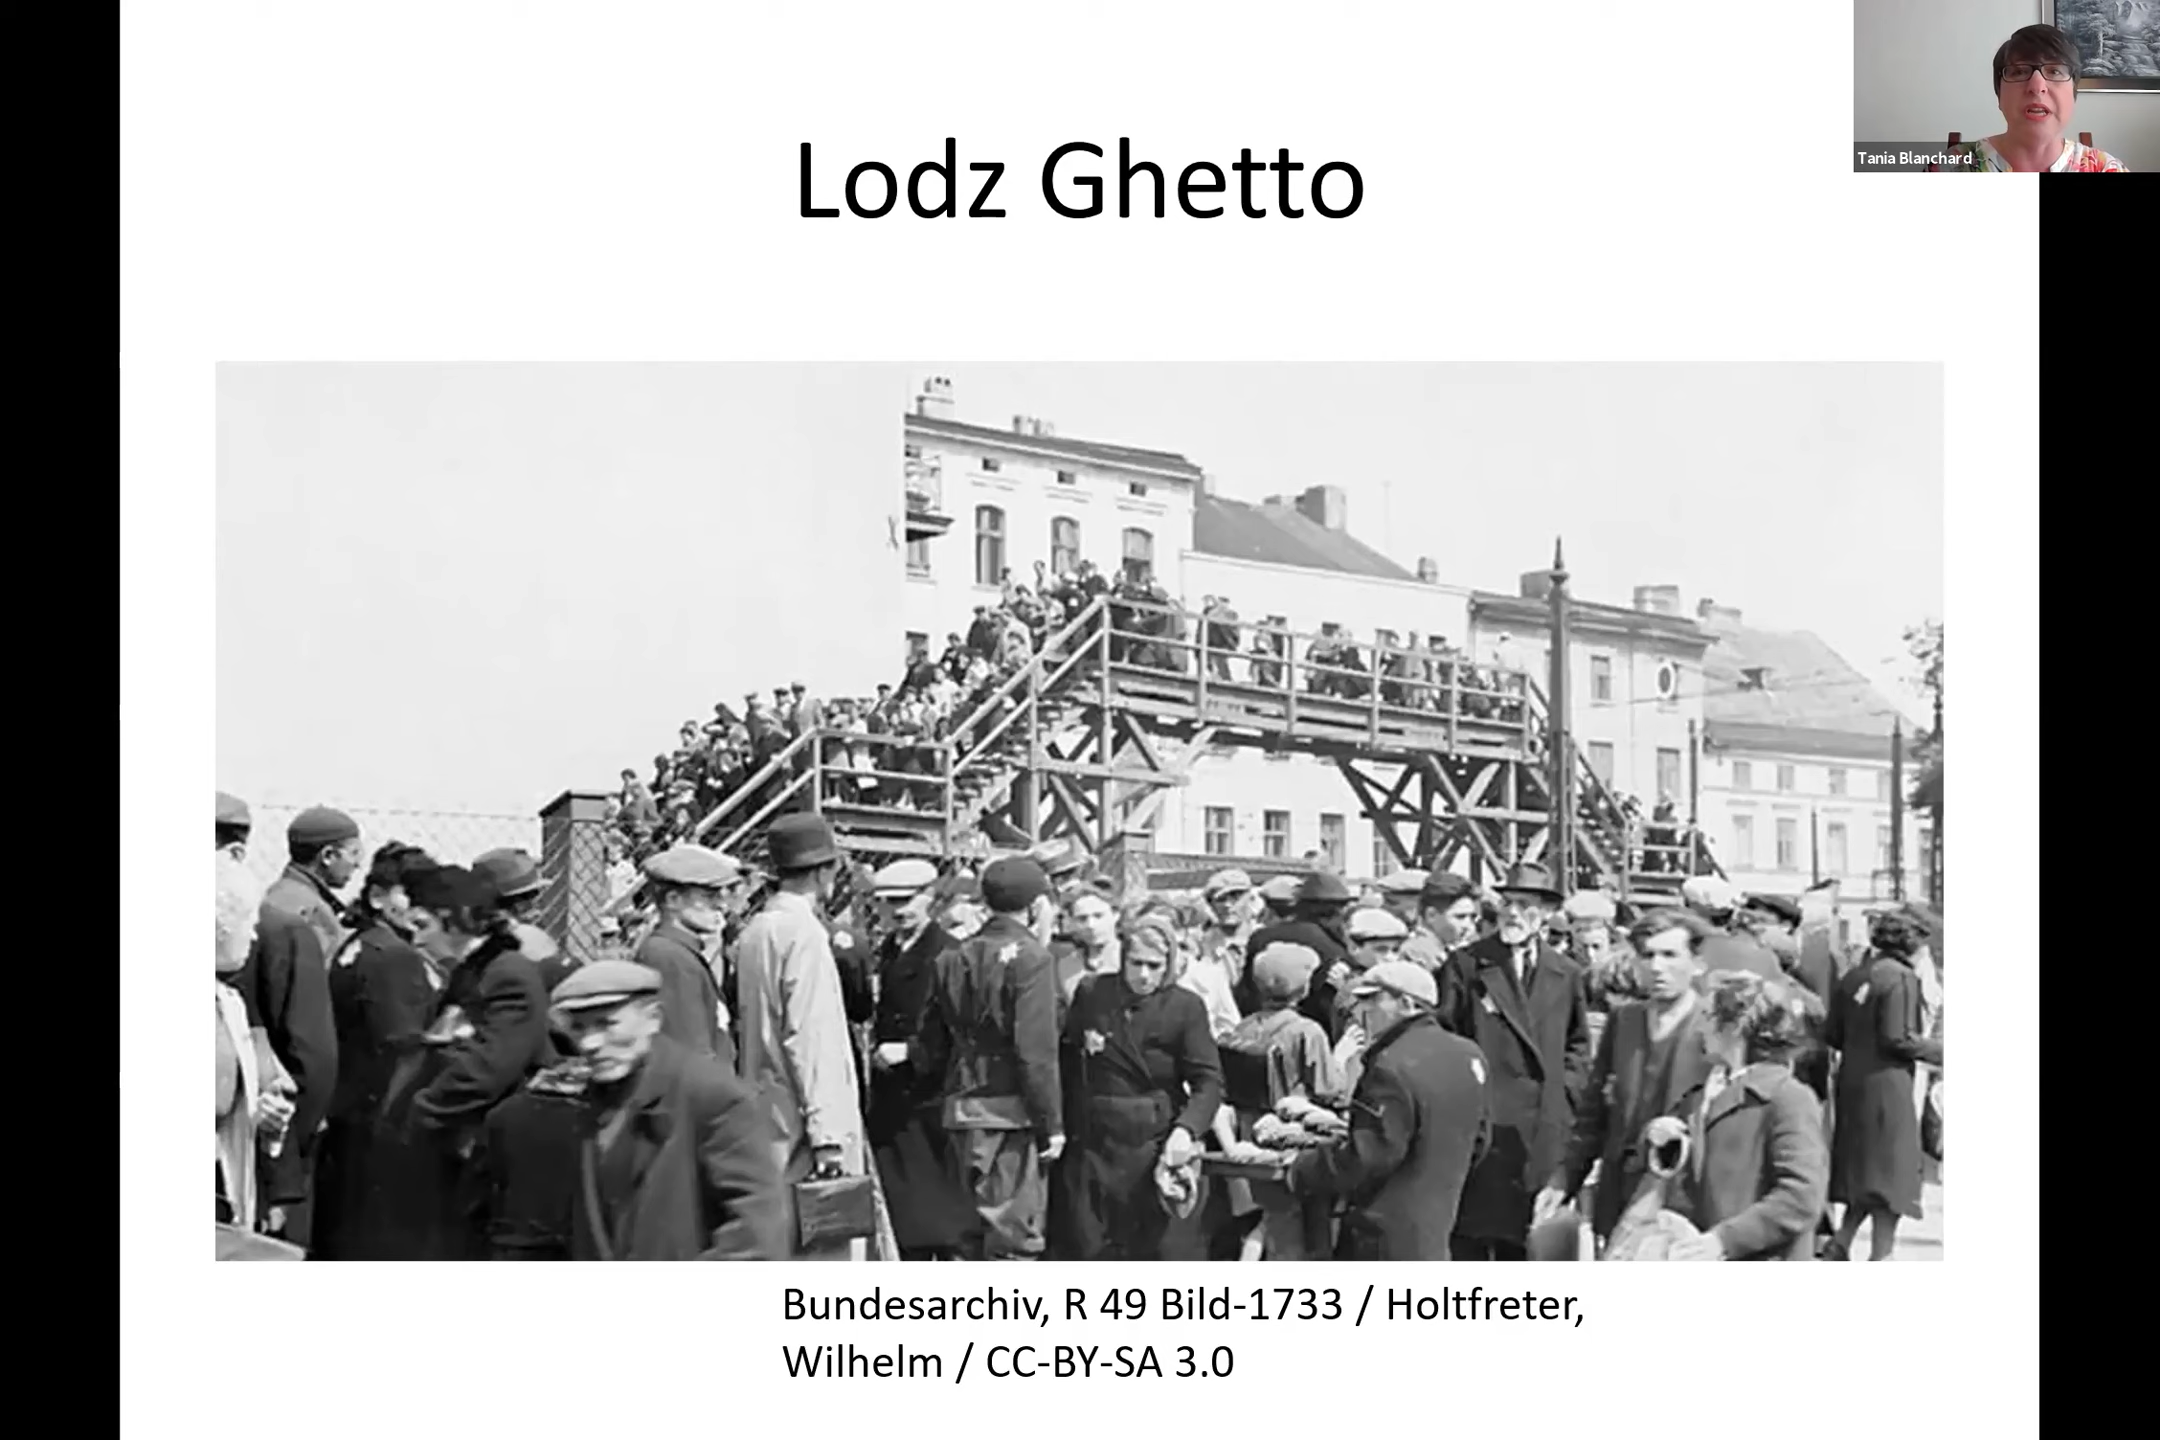 Lodz Ghetto
Tania Blanchard
Bundesarchiv, R 49 Bild-1733 / Holtfreter,
Wilhelm / CC-BY-SA 3.0